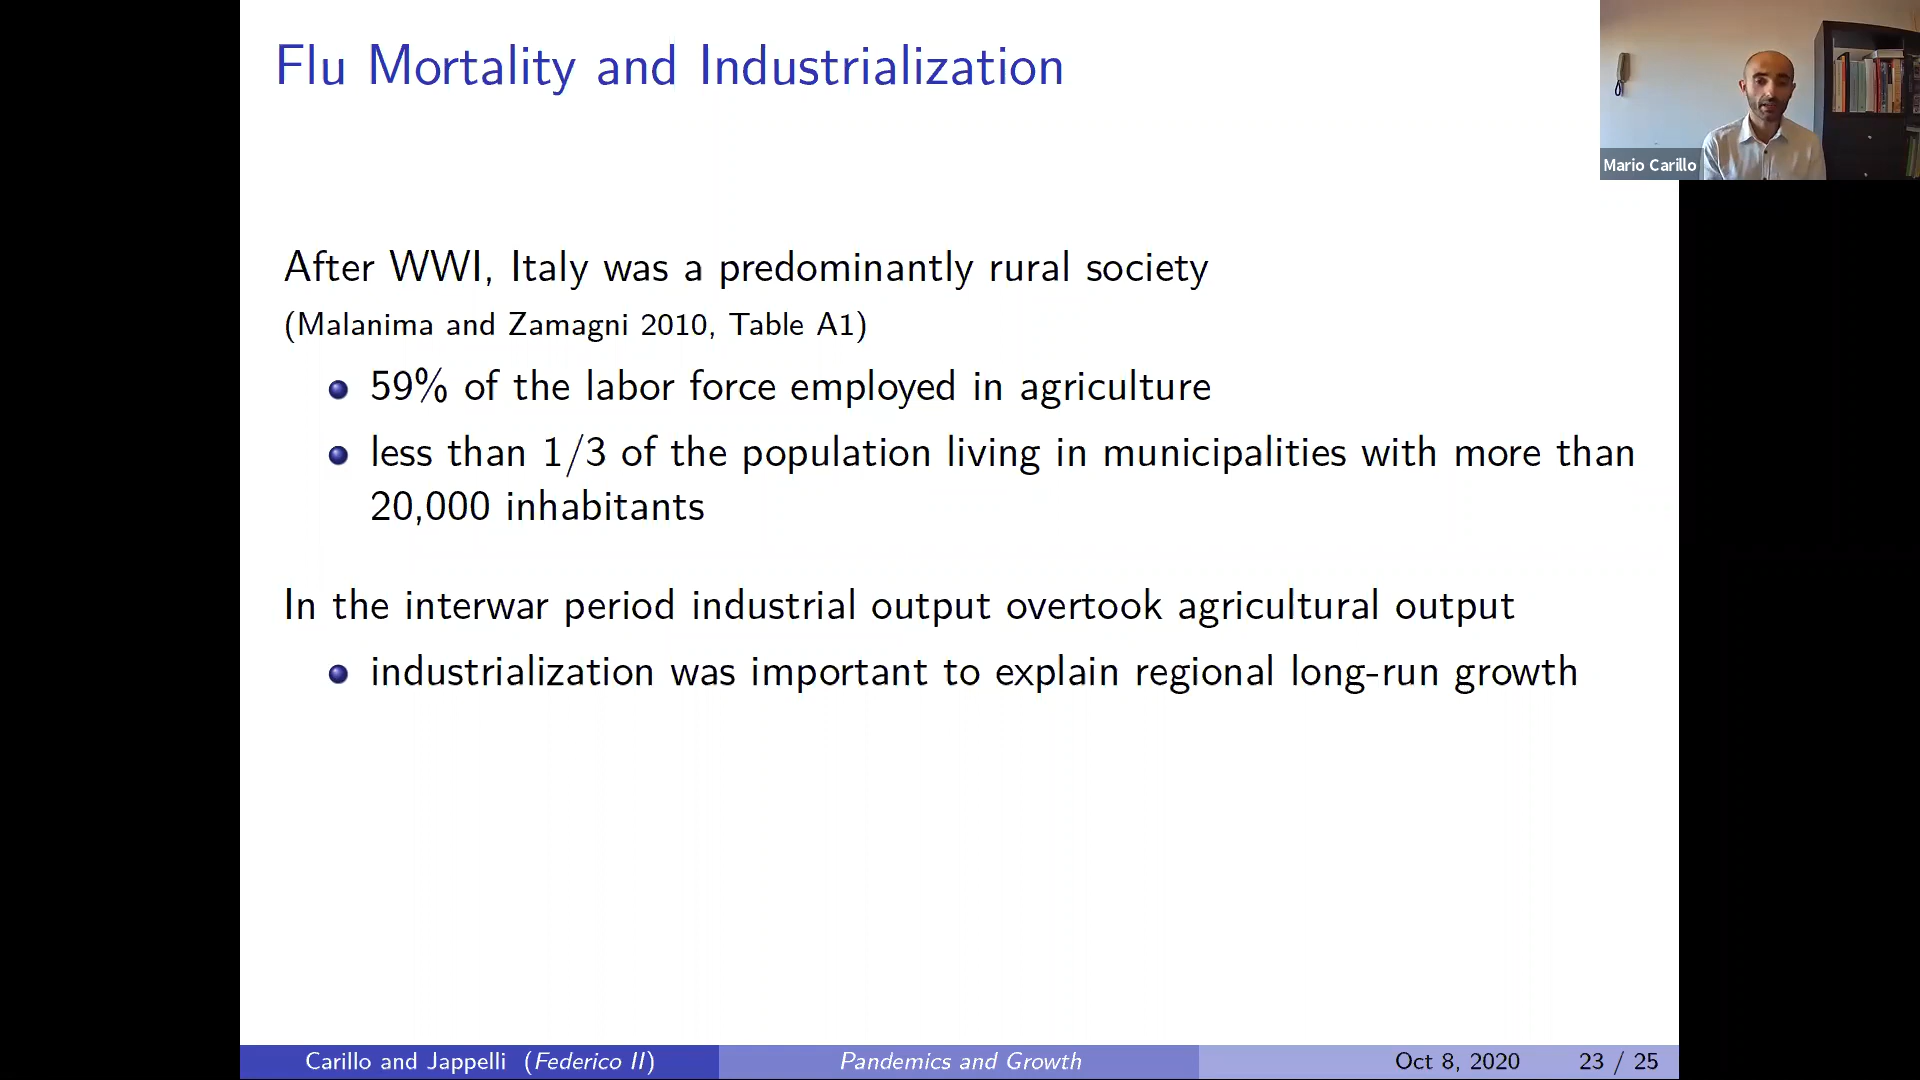 Flu Mortality and Industrialization
Mario Carillo
After WWI, Italy was a predominantly rural society
(Malanima and Zamagni 2010, Table A1)
59% of the labor force employed in agriculture
less than 1/3 of the population living in municipalities with more than
20,000 inhabitants
In the interwar period industrial output overtook agricultural output
industrialization was important to explain regional long-run growth
Carillo and Jappelli (Federico II) Pandemics and Growth Oct 8, 2020 23 / 25